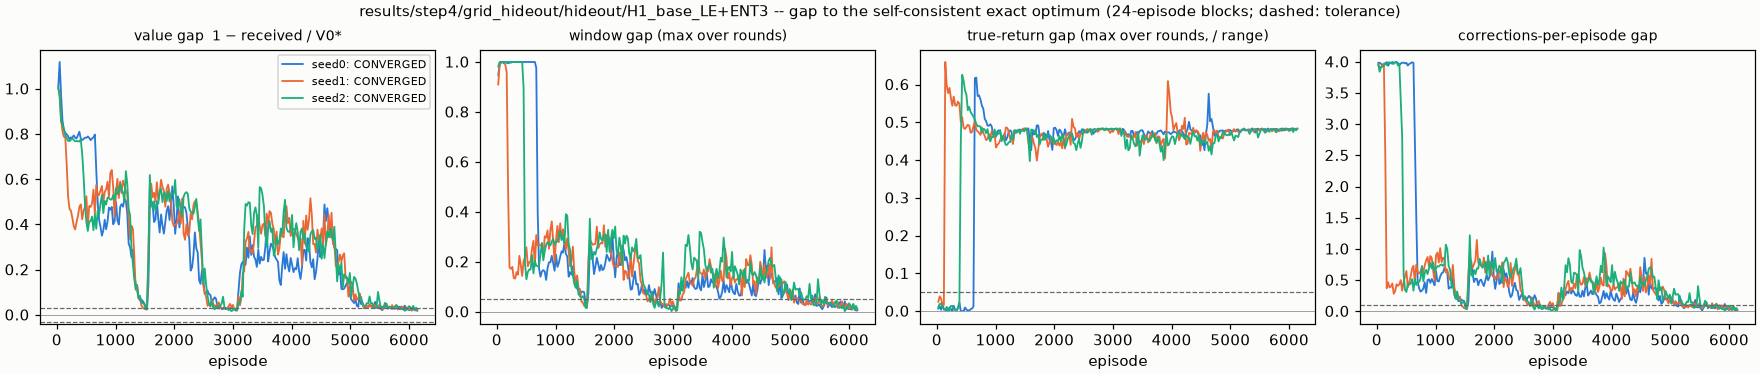 results/step4/grid_hideout/hideout/H1_base_LE+ENT3 -- gap to the self-consistent exact optimum (24-episode blocks; dashed: tolerance)
value gap 1 − received / V0*
1.0
0.8
0.6
0.4
0.2
0.0
0 1000 2000 3000 4000 5000 6000
episode
seed0: CONVERGED
seed1: CONVERGED
seed2: CONVERGED
window gap (max over rounds)
1.0
0.8
0.6
0.4
0.2
0.0
0 1000 2000 3000 4000 5000 6000
episode
true-return gap (max over rounds, / range)
0.6
0.5
0.4
0.3
0.2
0.1
0.0
0 1000 2000 3000 4000 5000 6000
episode
corrections-per-episode gap
4.0
3.5
3.0
2.5
2.0
1.5
1.0
0.5
0.0
0 1000 2000 3000 4000 5000 6000
episode